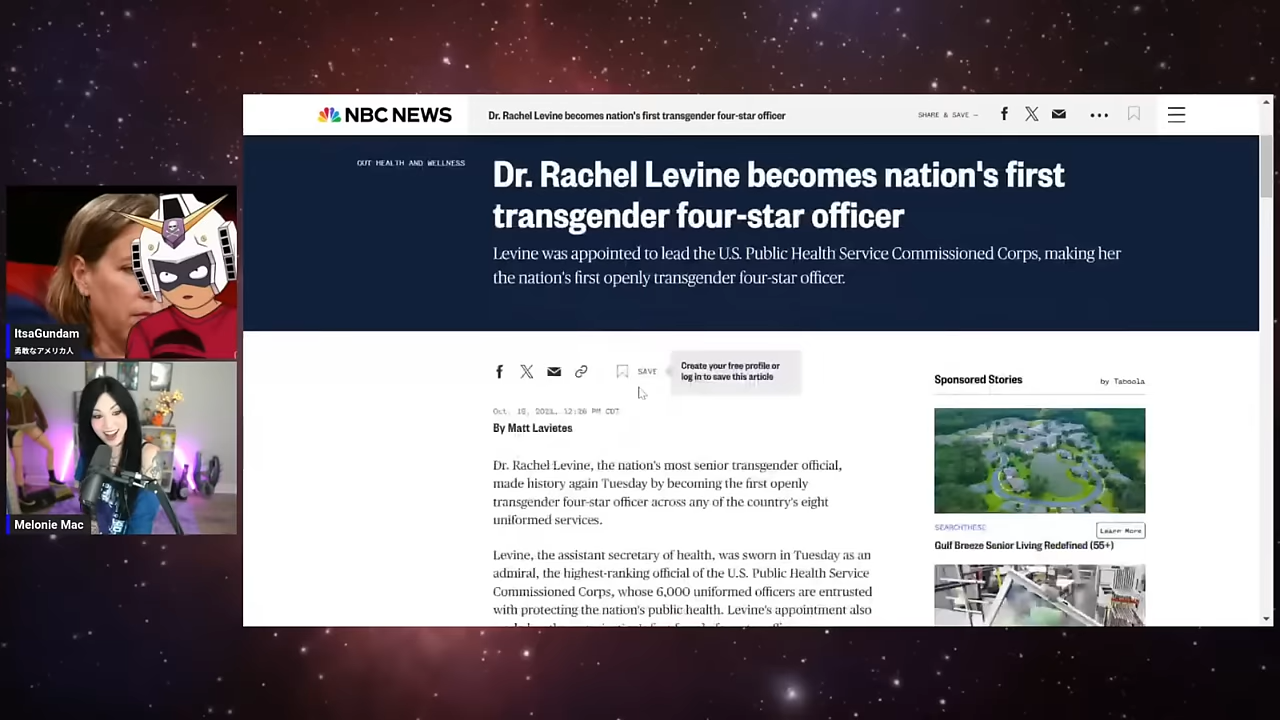 NBC NEWS
Dr. Rachel Levine becomes nation's first transgender four-star officer
SHARE & SAVE —
OUT HEALTH AND WELLNESS
Dr. Rachel Levine becomes nation's first
transgender four-star officer
Levine was appointed to lead the U.S. Public Health Service Commissioned Corps, making her
the nation's first openly transgender four-star officer.
ItsaGundam
勇敢なアメリカ人
Melonie Mac
SAVE
Create your free profile or
log in to save this article
By Matt Lavietes
Dr. Rachel Levine, the nation's most senior transgender official,
made history again Tuesday by becoming the first openly
transgender four-star officer across any of the country's eight
uniformed services.
Levine, the assistant secretary of health, was sworn in Tuesday as an
admiral, the highest-ranking official of the U.S. Public Health Service
Commissioned Corps, whose 6,000 uniformed officers are entrusted
with protecting the nation's public health. Levine's appointment also
Sponsored Stories
by Taboola
SEARCHTHESE
Learn More
Gulf Breeze Senior Living Redefined (55+)